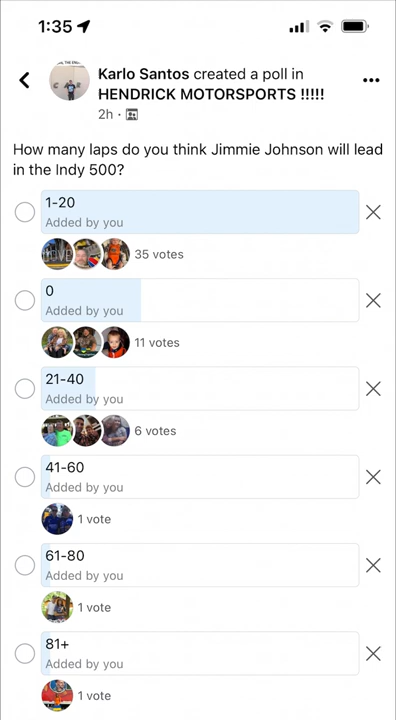 1:35
Karlo Santos created a poll in
HENDRICK MOTORSPORTS !!!!!
2h ·
How many laps do you think Jimmie Johnson will lead
in the Indy 500?
1-20
Added by you
35 votes
0
Added by you
11 votes
21-40
Added by you
6 votes
41-60
Added by you
1 vote
61-80
Added by you
1 vote
81+
Added by you
1 vote